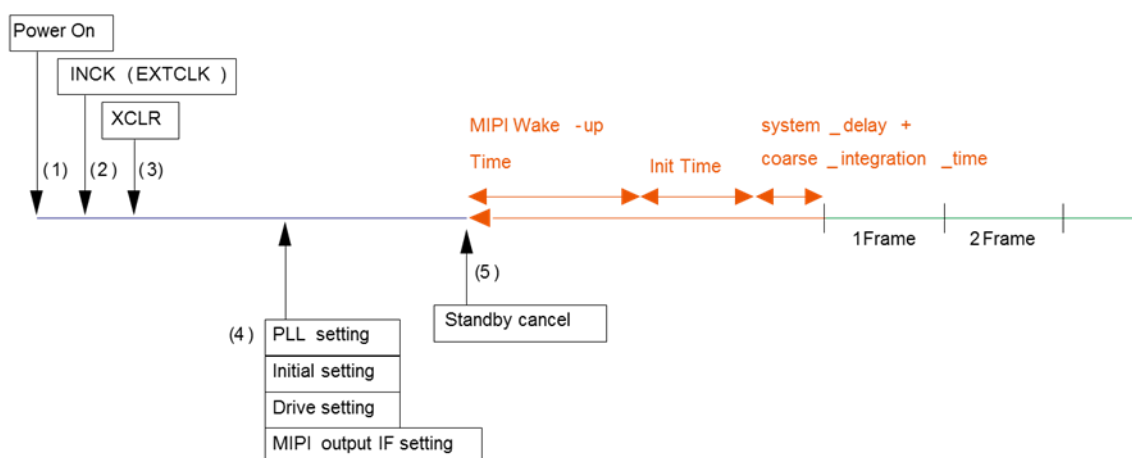 Power On
INCK (EXTCLK )
XCLR
(1)
(2)
(3)
MIPI Wake -up
Time
Init Time
system _delay +
coarse _integration _time
1Frame
2Frame
(5)
Standby cancel
(4)
PLL setting
Initial setting
Drive setting
MIPI output IF setting